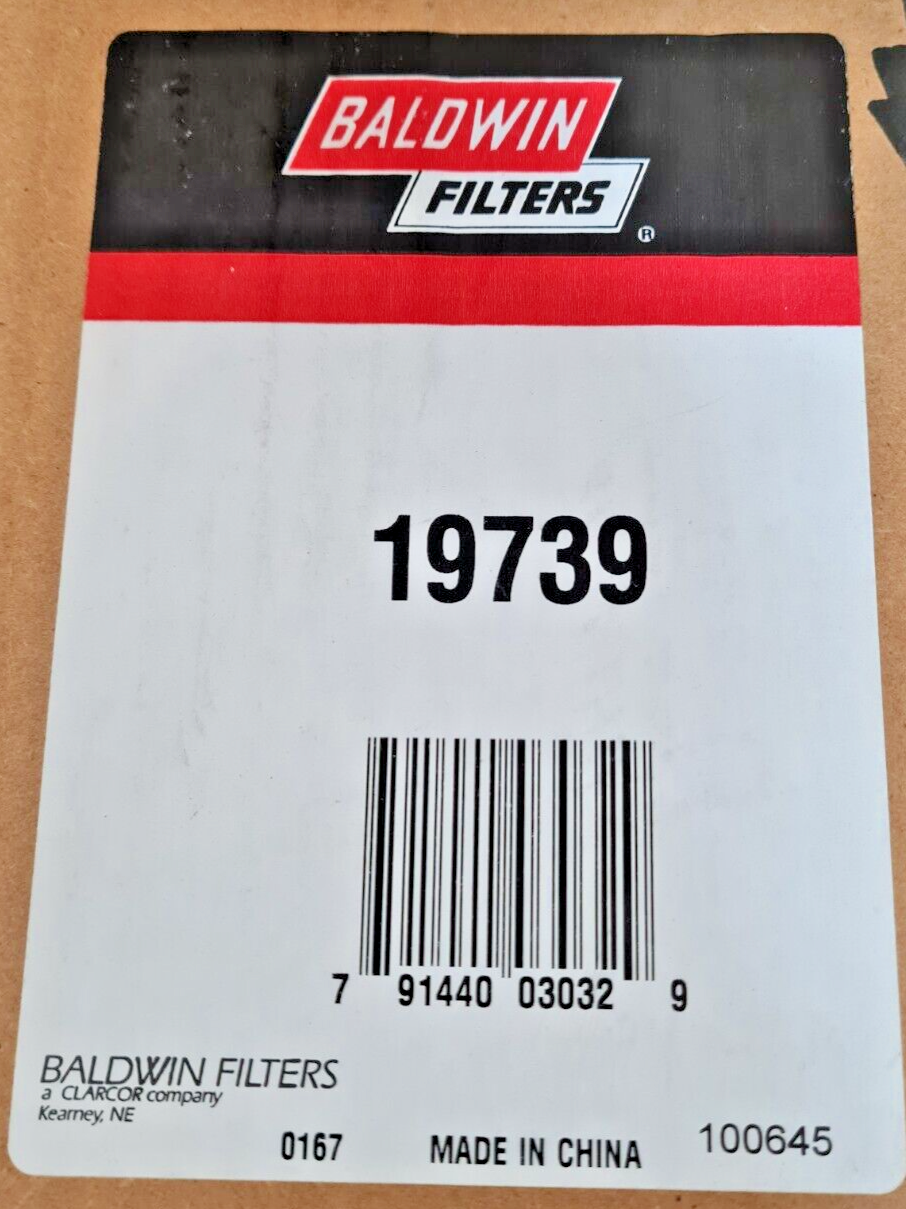 BALDWIN
FILTERS
®
19739
7 91440 03032 9
BALDWIN FILTERS
a CLARCOR company
Kearney, NE
0167 MADE IN CHINA 100645